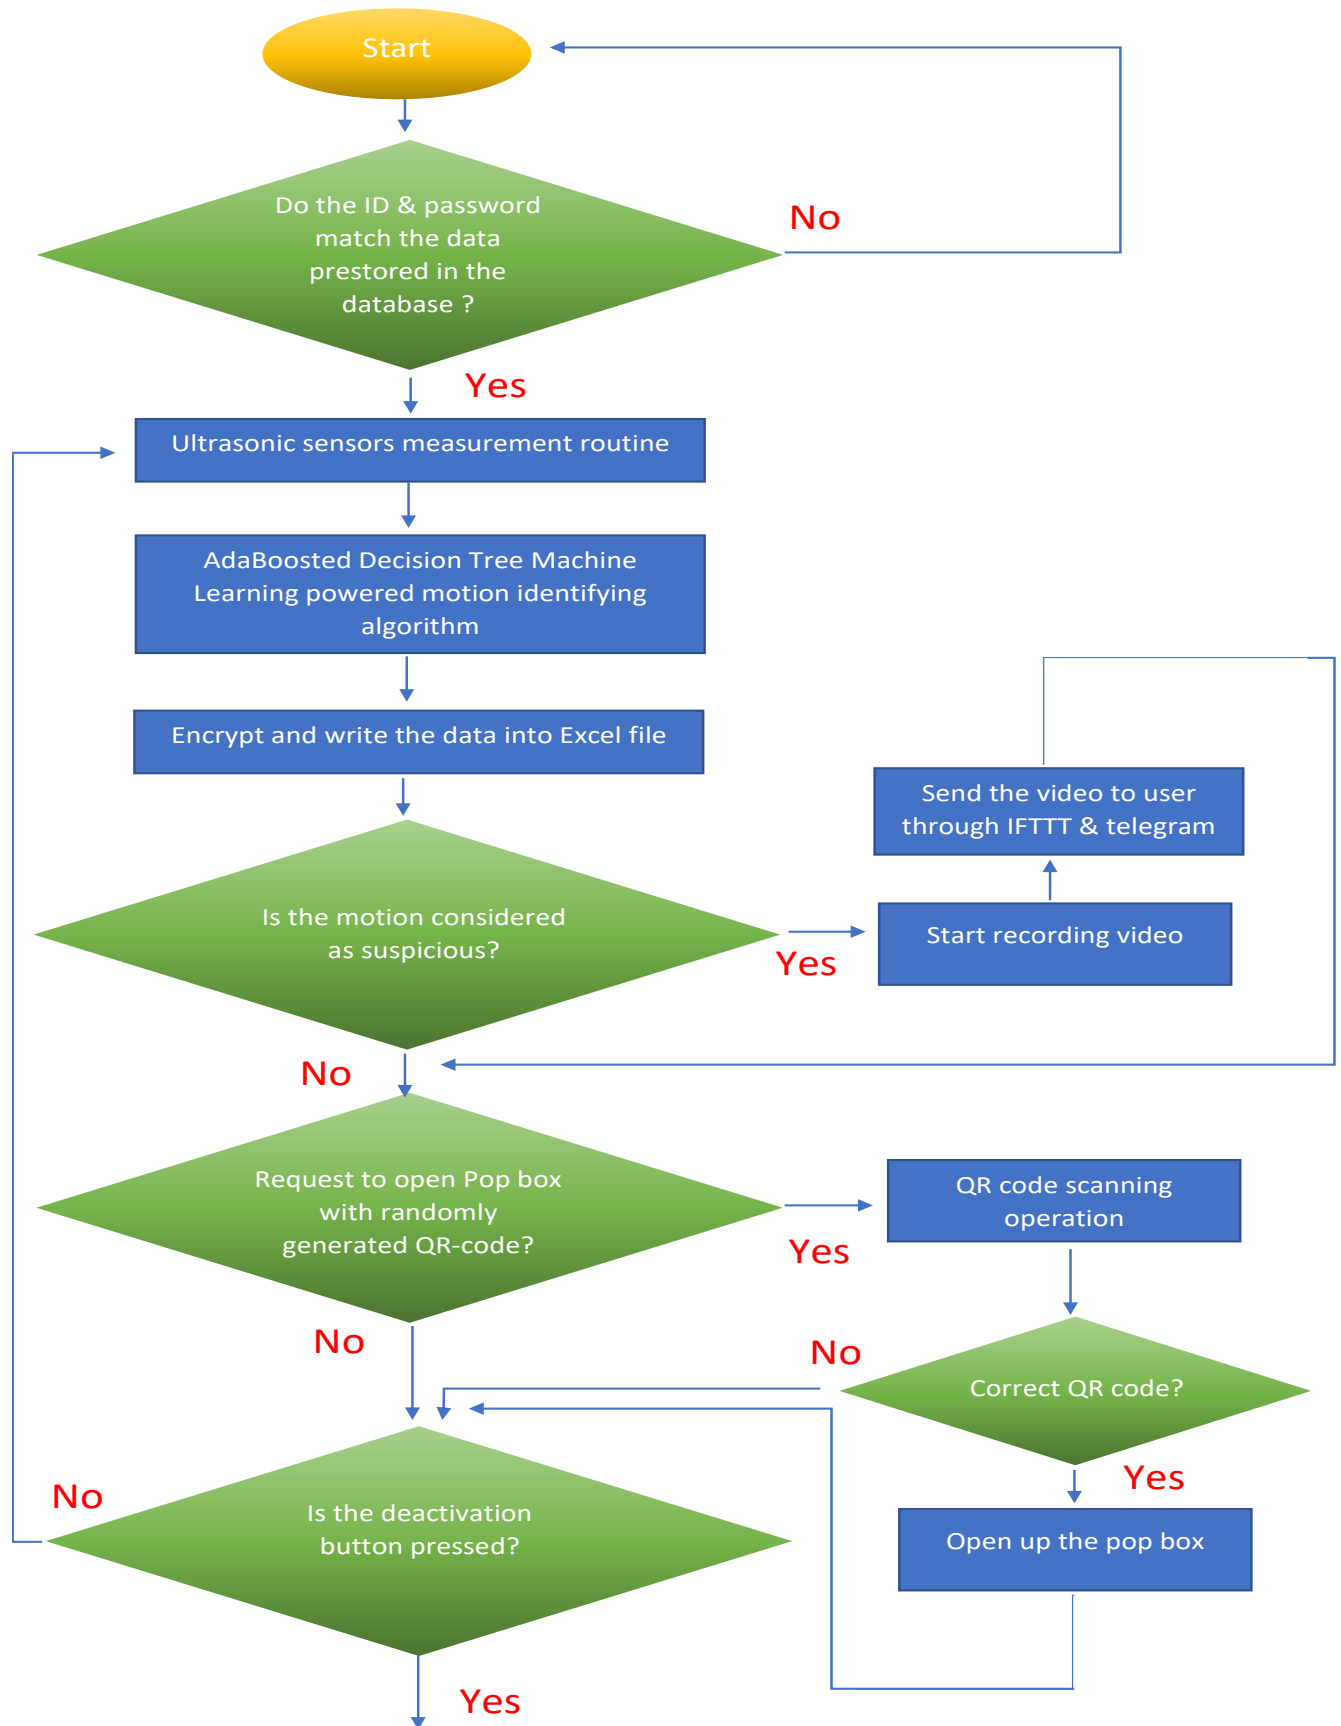 Start
Do the ID & password
match the data
prestored in the
database ?
No
Yes
Ultrasonic sensors measurement routine
AdaBoosted Decision Tree Machine
Learning powered motion identifying
algorithm
Encrypt and write the data into Excel file
Send the video to user
through IFTTT & telegram
Is the motion considered
as suspicious?
Yes
Start recording video
No
Request to open Pop box
with randomly
generated QR-code?
Yes
QR code scanning
operation
No
No
Correct QR code?
Yes
No
Is the deactivation
button pressed?
Open up the pop box
Yes